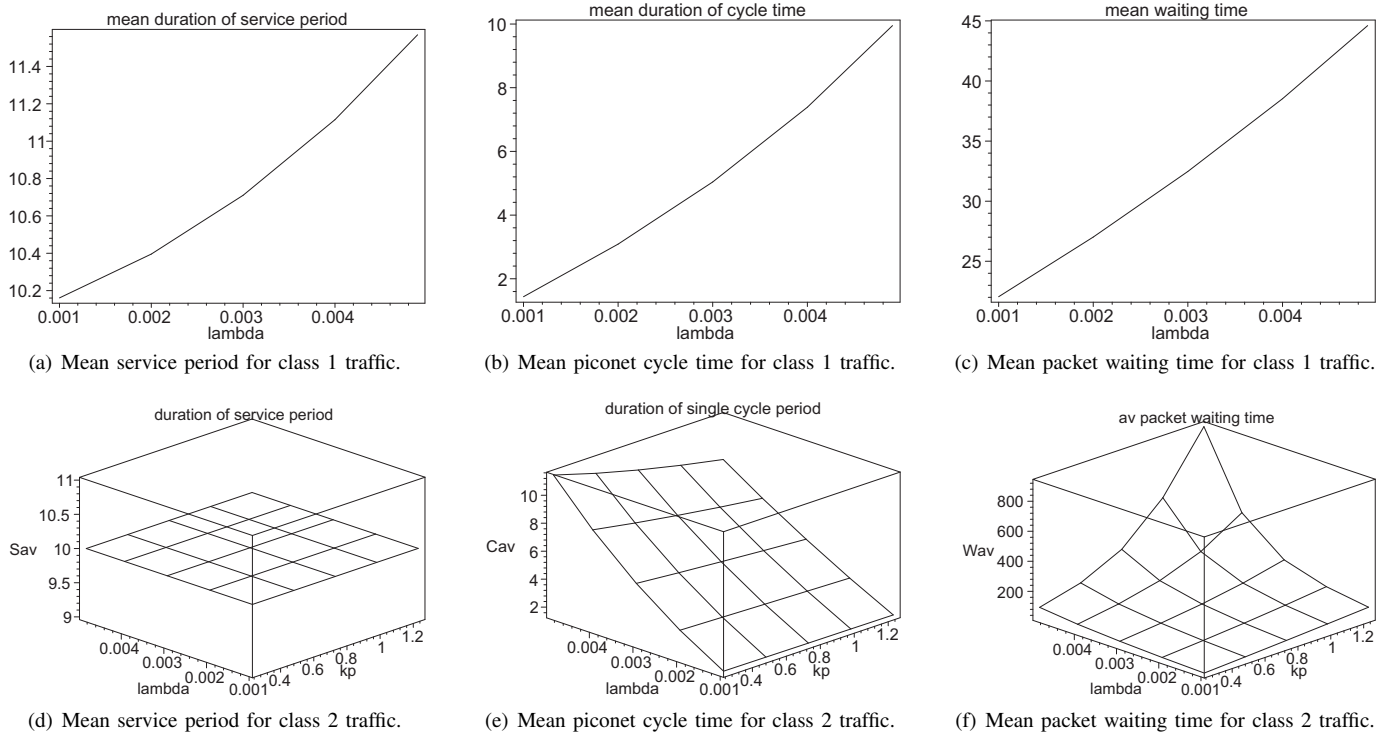 mean duration of service period
11.4
11.2
11
10.8
10.6
10.4
10.2
0.001 0.002 0.003 0.004
lambda
(a) Mean service period for class 1 traffic.
mean duration of cycle time
10
8
6
4
2
0.001 0.002 0.003 0.004
lambda
(b) Mean piconet cycle time for class 1 traffic.
mean waiting time
45
40
35
30
25
0.001 0.002 0.003 0.004
lambda
(c) Mean packet waiting time for class 1 traffic.
duration of service period
11
10.5
Sav 10
9.5
9
0.004 0.003 0.002 0.001
lambda
0.4 0.6 0.8 1 1.2
kp
(d) Mean service period for class 2 traffic.
duration of single cycle period
10
8
Cav 6
4
2
0.004 0.003 0.002 0.001
lambda
0.4 0.6 0.8 1 1.2
kp
(e) Mean piconet cycle time for class 2 traffic.
av packet waiting time
800
600
Wav 400
200
0.004 0.003 0.002 0.001
lambda
0.4 0.6 0.8 1 1.2
kp
(f) Mean packet waiting time for class 2 traffic.